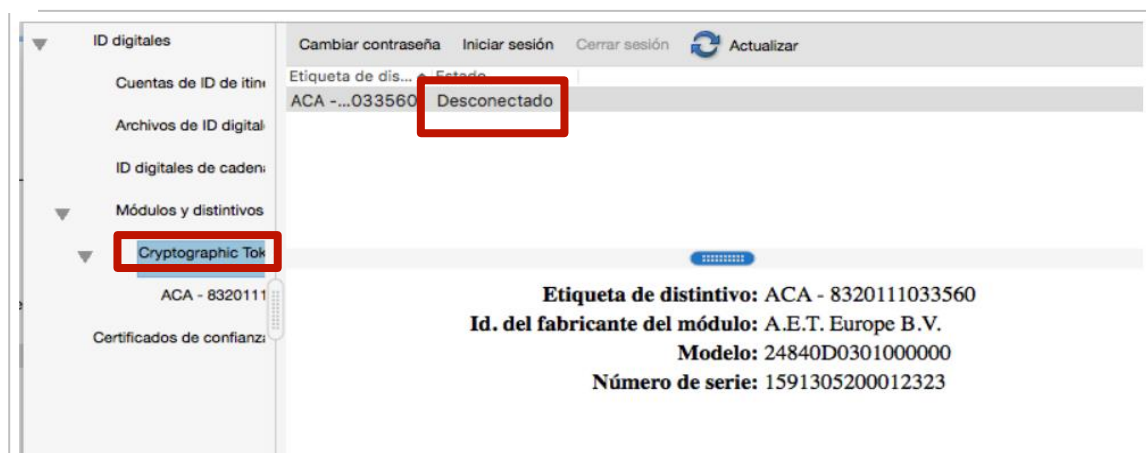 ID digitales
Cuentas de ID de itine
Archivos de ID digital
ID digitales de cadena
Módulos y distintivos
Cryptographic Tok
ACA - 8320111
Certificados de confianza
Cambiar contraseña Iniciar sesión Cerrar sesión Actualizar
Etiqueta de dis... Estado
ACA -...033560 Desconectado
Etiqueta de distintivo: ACA - 8320111033560
Id. del fabricante del módulo: A.E.T. Europe B.V.
Modelo: 24840D0301000000
Número de serie: 1591305200012323